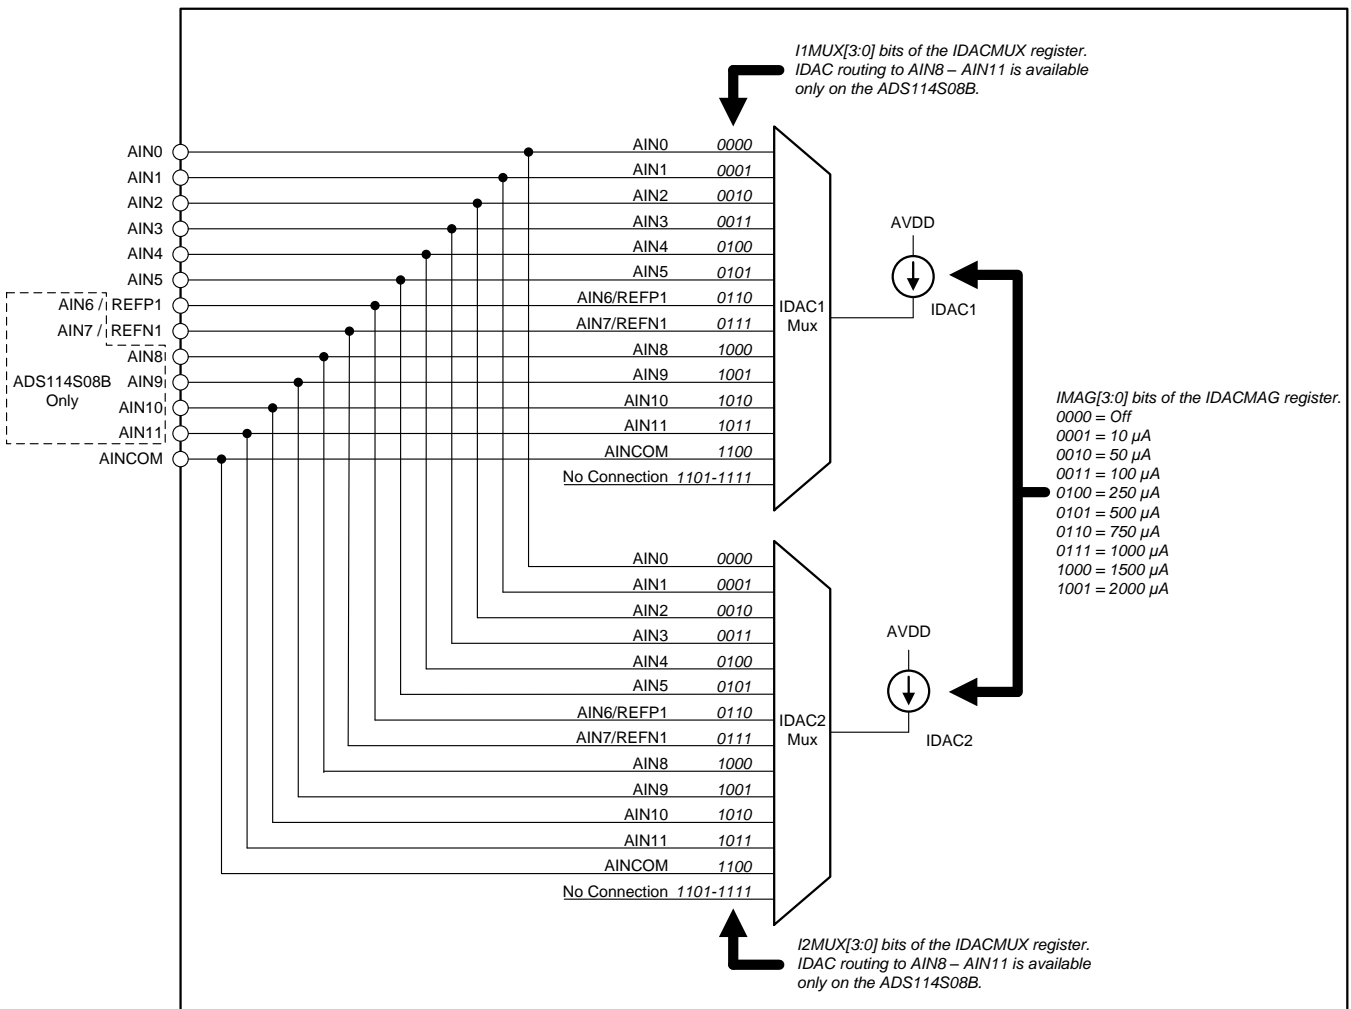 I1MUX[3:0] bits of the IDACMUX register.
IDAC routing to AIN8 – AIN11 is available
only on the ADS114S08B.
AIN0
AIN1
AIN2
AIN3
AIN4
AIN5
AIN6 / REFP1
AIN7 / REFN1
AIN8
AIN9
AIN10
AIN11
AINCOM
ADS114S08B
Only
AIN0 0000
AIN1 0001
AIN2 0010
AIN3 0011
AIN4 0100
AIN5 0101
AIN6/REFP1 0110
AIN7/REFN1 0111
AIN8 1000
AIN9 1001
AIN10 1010
AIN11 1011
AINCOM 1100
No Connection 1101-1111
IDAC1
Mux
AVDD
IDAC1
IMAG[3:0] bits of the IDACMAG register.
0000 = Off
0001 = 10 μA
0010 = 50 μA
0011 = 100 μA
0100 = 250 μA
0101 = 500 μA
0110 = 750 μA
0111 = 1000 μA
1000 = 1500 μA
1001 = 2000 μA
AIN0 0000
AIN1 0001
AIN2 0010
AIN3 0011
AIN4 0100
AIN5 0101
AIN6/REFP1 0110
AIN7/REFN1 0111
AIN8 1000
AIN9 1001
AIN10 1010
AIN11 1011
AINCOM 1100
No Connection 1101-1111
IDAC2
Mux
AVDD
IDAC2
I2MUX[3:0] bits of the IDACMUX register.
IDAC routing to AIN8 – AIN11 is available
only on the ADS114S08B.